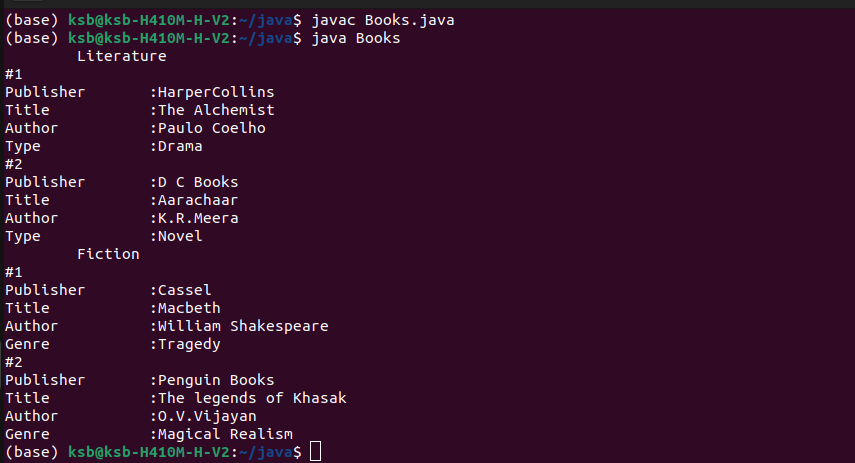 (base) ksb@ksb-H410M-H-V2:~/java$ javac Books.java
(base) ksb@ksb-H410M-H-V2:~/java$ java Books
        Literature
#1
Publisher       :HarperCollins
Title           :The Alchemist
Author          :Paulo Coelho
Type            :Drama
#2
Publisher       :D C Books
Title           :Aarachaar
Author          :K.R.Meera
Type            :Novel
        Fiction
#1
Publisher       :Cassel
Title           :Macbeth
Author          :William Shakespeare
Genre           :Tragedy
#2
Publisher       :Penguin Books
Title           :The legends of Khasak
Author          :O.V.Vijayan
Genre           :Magical Realism
(base) ksb@ksb-H410M-H-V2:~/java$